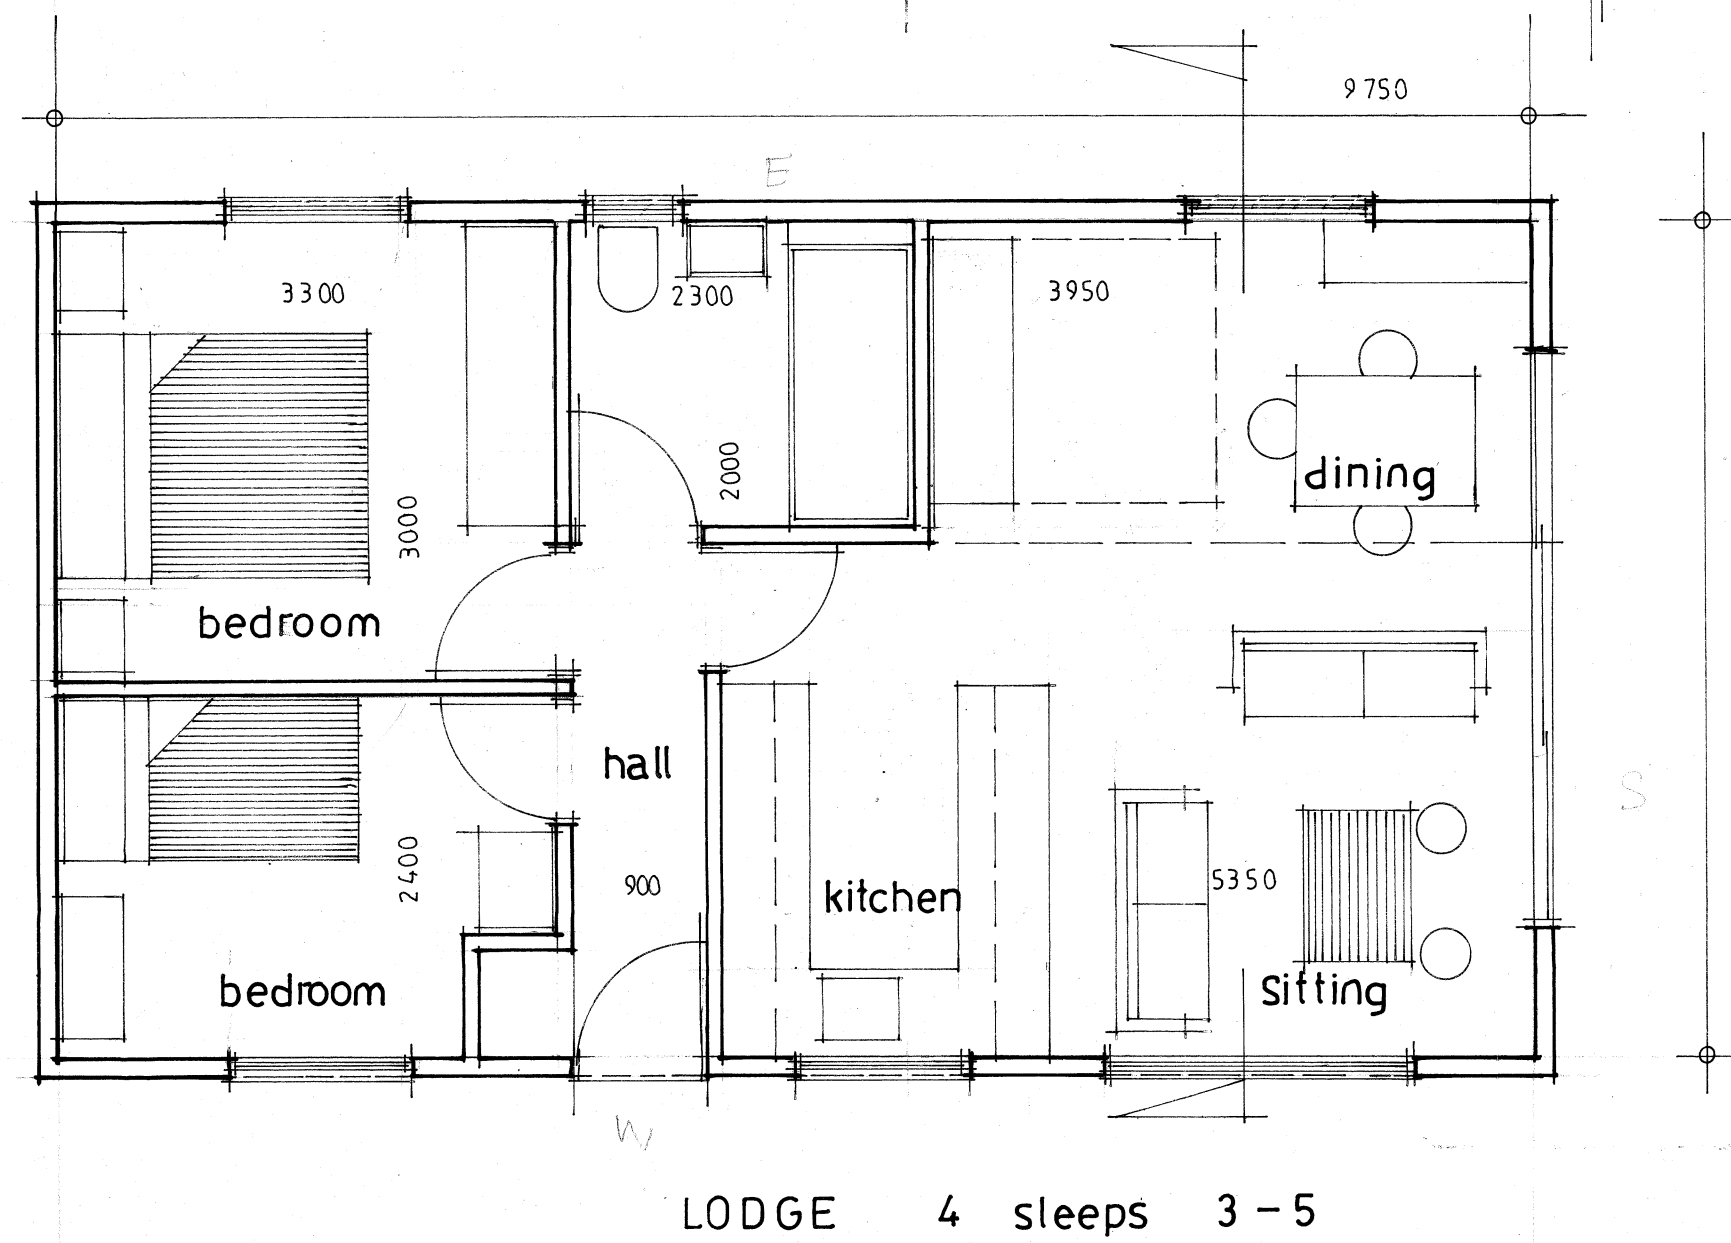 9750
E
3300
2300
3950
2000
dining
3000
bedroom
hall
S
2400
900
kitchen
5350
bedroom
sitting
W
LODGE 4 sleeps 3-5